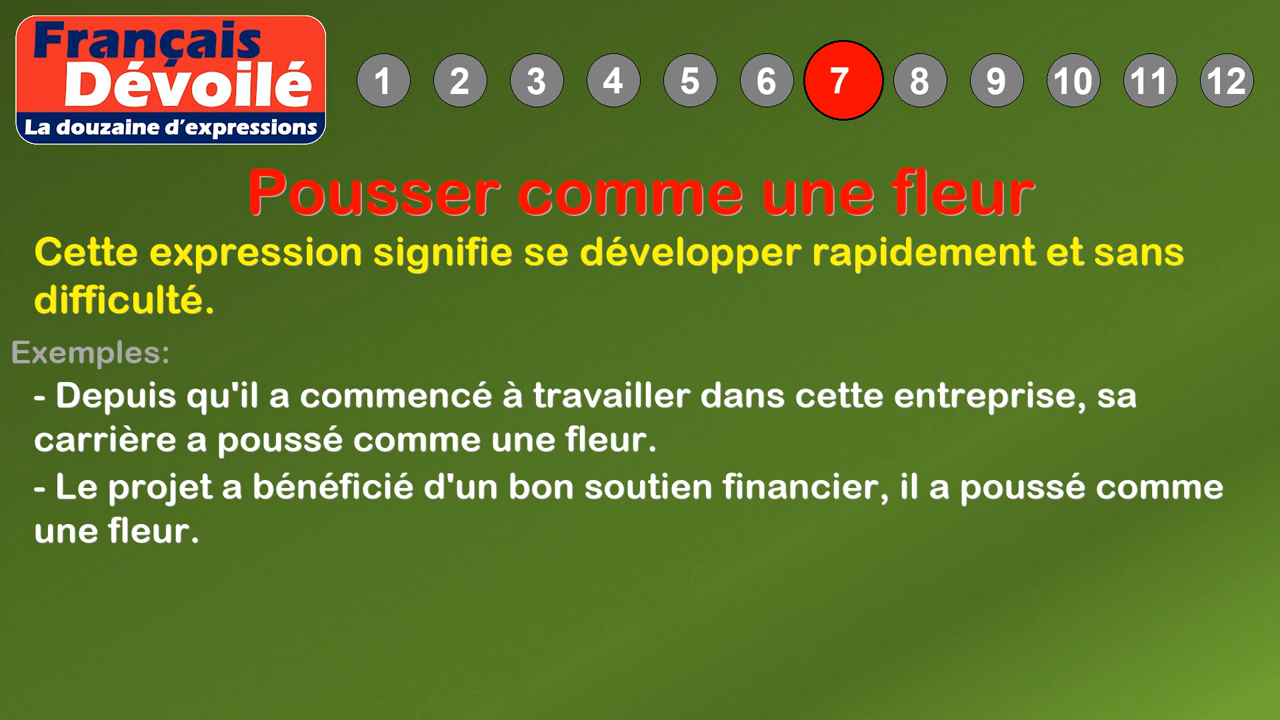 Français
Dévoilé
La douzaine d'expressions
1 2 3 4 5 6 7 8 9 10 11 12
Pousser comme une fleur
Cette expression signifie se développer rapidement et sans
difficulté.
Exemples:
- Depuis qu'il a commencé à travailler dans cette entreprise, sa
carrière a poussé comme une fleur.
- Le projet a bénéficié d'un bon soutien financier, il a poussé comme
une fleur.